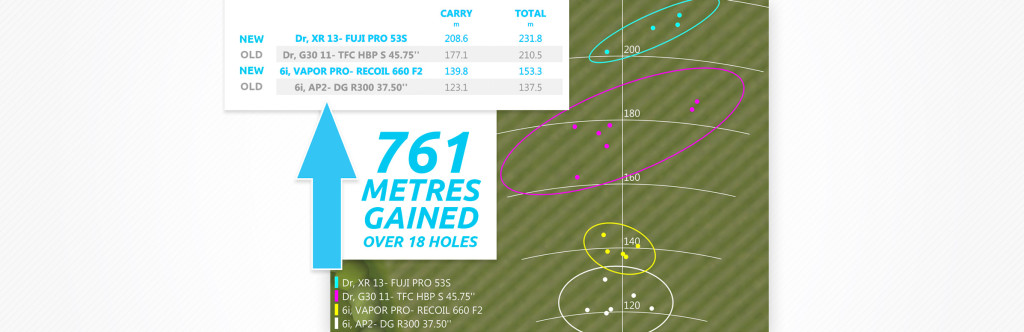 CARRY TOTAL
m m
NEW Dr, XR 13- FUJI PRO 53S 208.6 231.8
OLD Dr, G30 11- TFC HBP S 45.75'' 177.1 210.5
NEW 6i, VAPOR PRO- RECOIL 660 F2 139.8 153.3
OLD 6i, AP2- DG R300 37.50'' 123.1 137.5
200
180
160
140
120
761
METRES
GAINED
OVER 18 HOLES
Dr, XR 13- FUJI PRO 53S
Dr, G30 11- TFC HBP S 45.75''
6i, VAPOR PRO- RECOIL 660 F2
6i, AP2- DG R300 37.50''